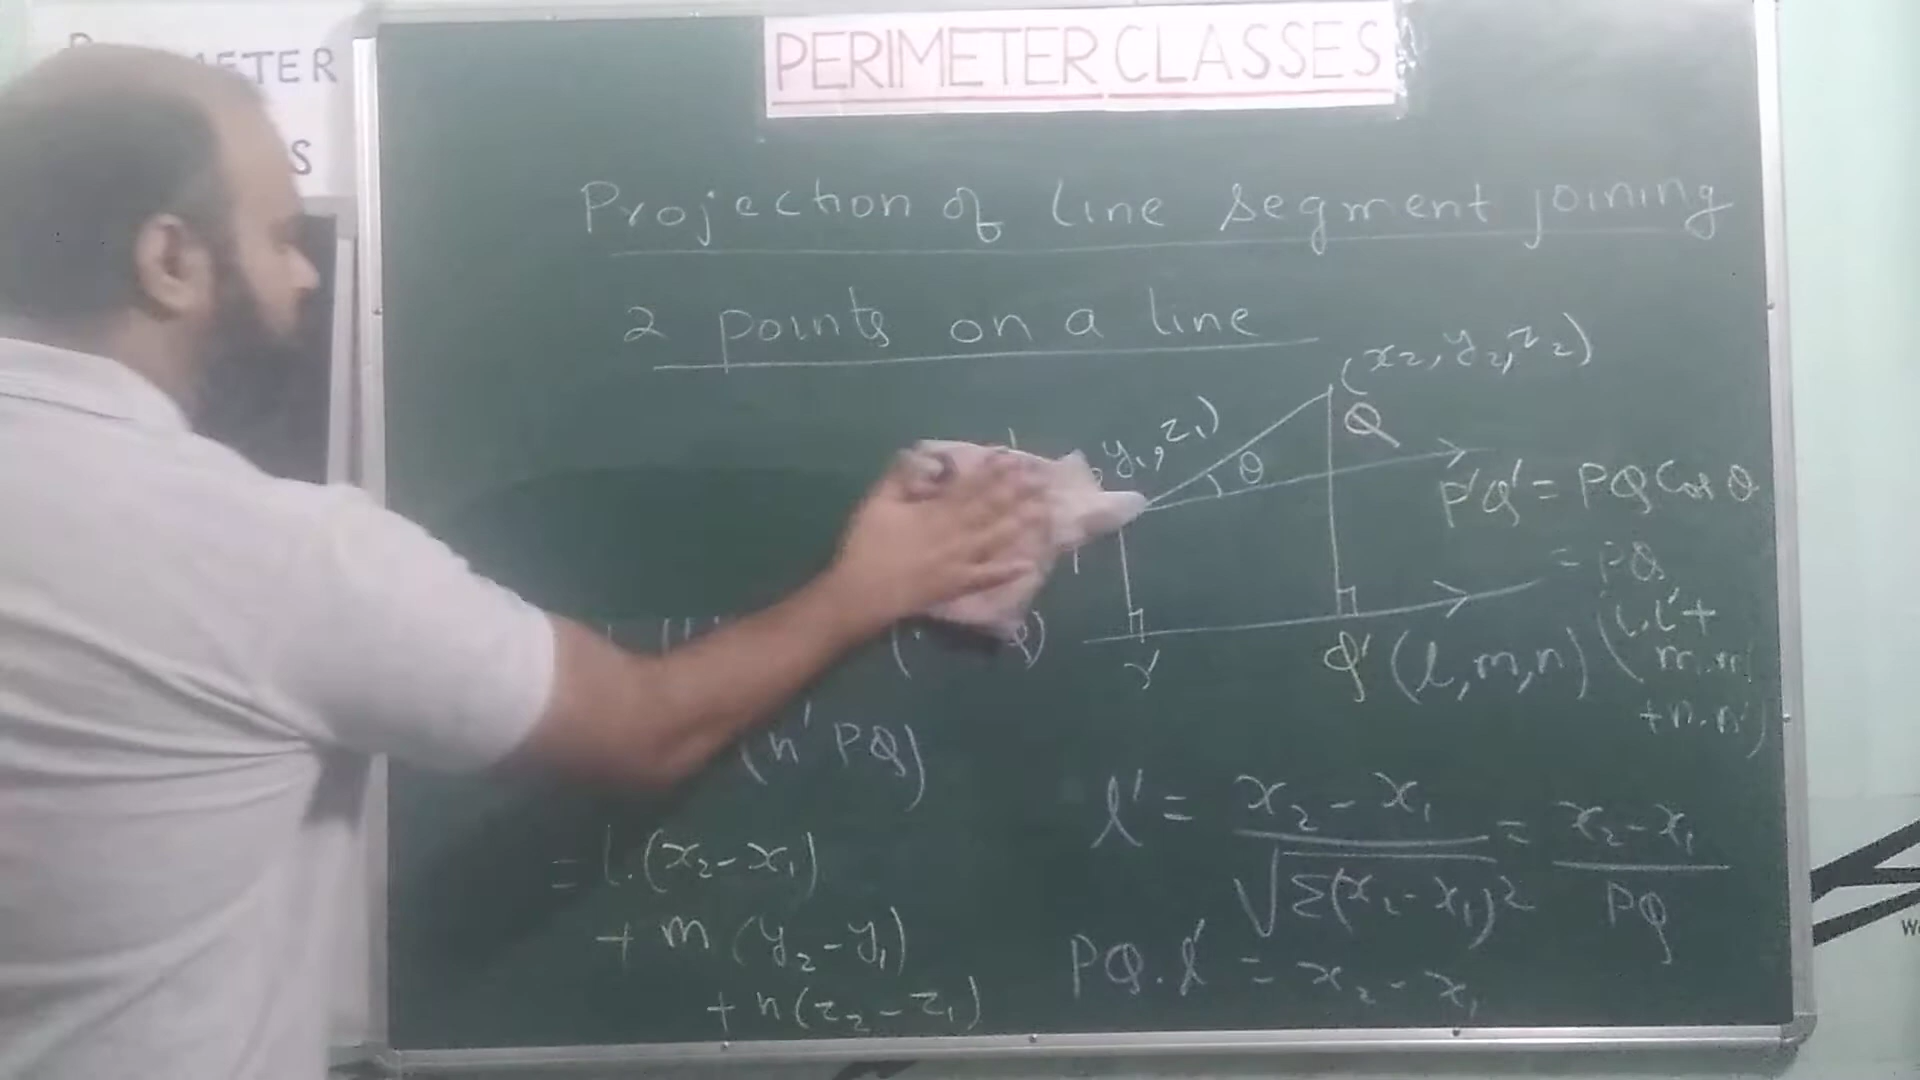 PERIMETER CLASSES
ETER
S
Projection of line segment joining
2 points on a line
(x₂, y₂, z₂)
y₁, z₁)
Q
θ
P'Q' = PQ Cos θ
= PQ
(l.l' +
m.m'
+n.n')
Q' (l, m, n)
(n' PQ)
l' = x₂ - x₁ / √Σ(x₂ - x₁)² = x₂ - x₁ / PQ
= l.(x₂ - x₁)
+ m (y₂ - y₁)
+ n (z₂ - z₁)
PQ.l' = x₂ - x₁